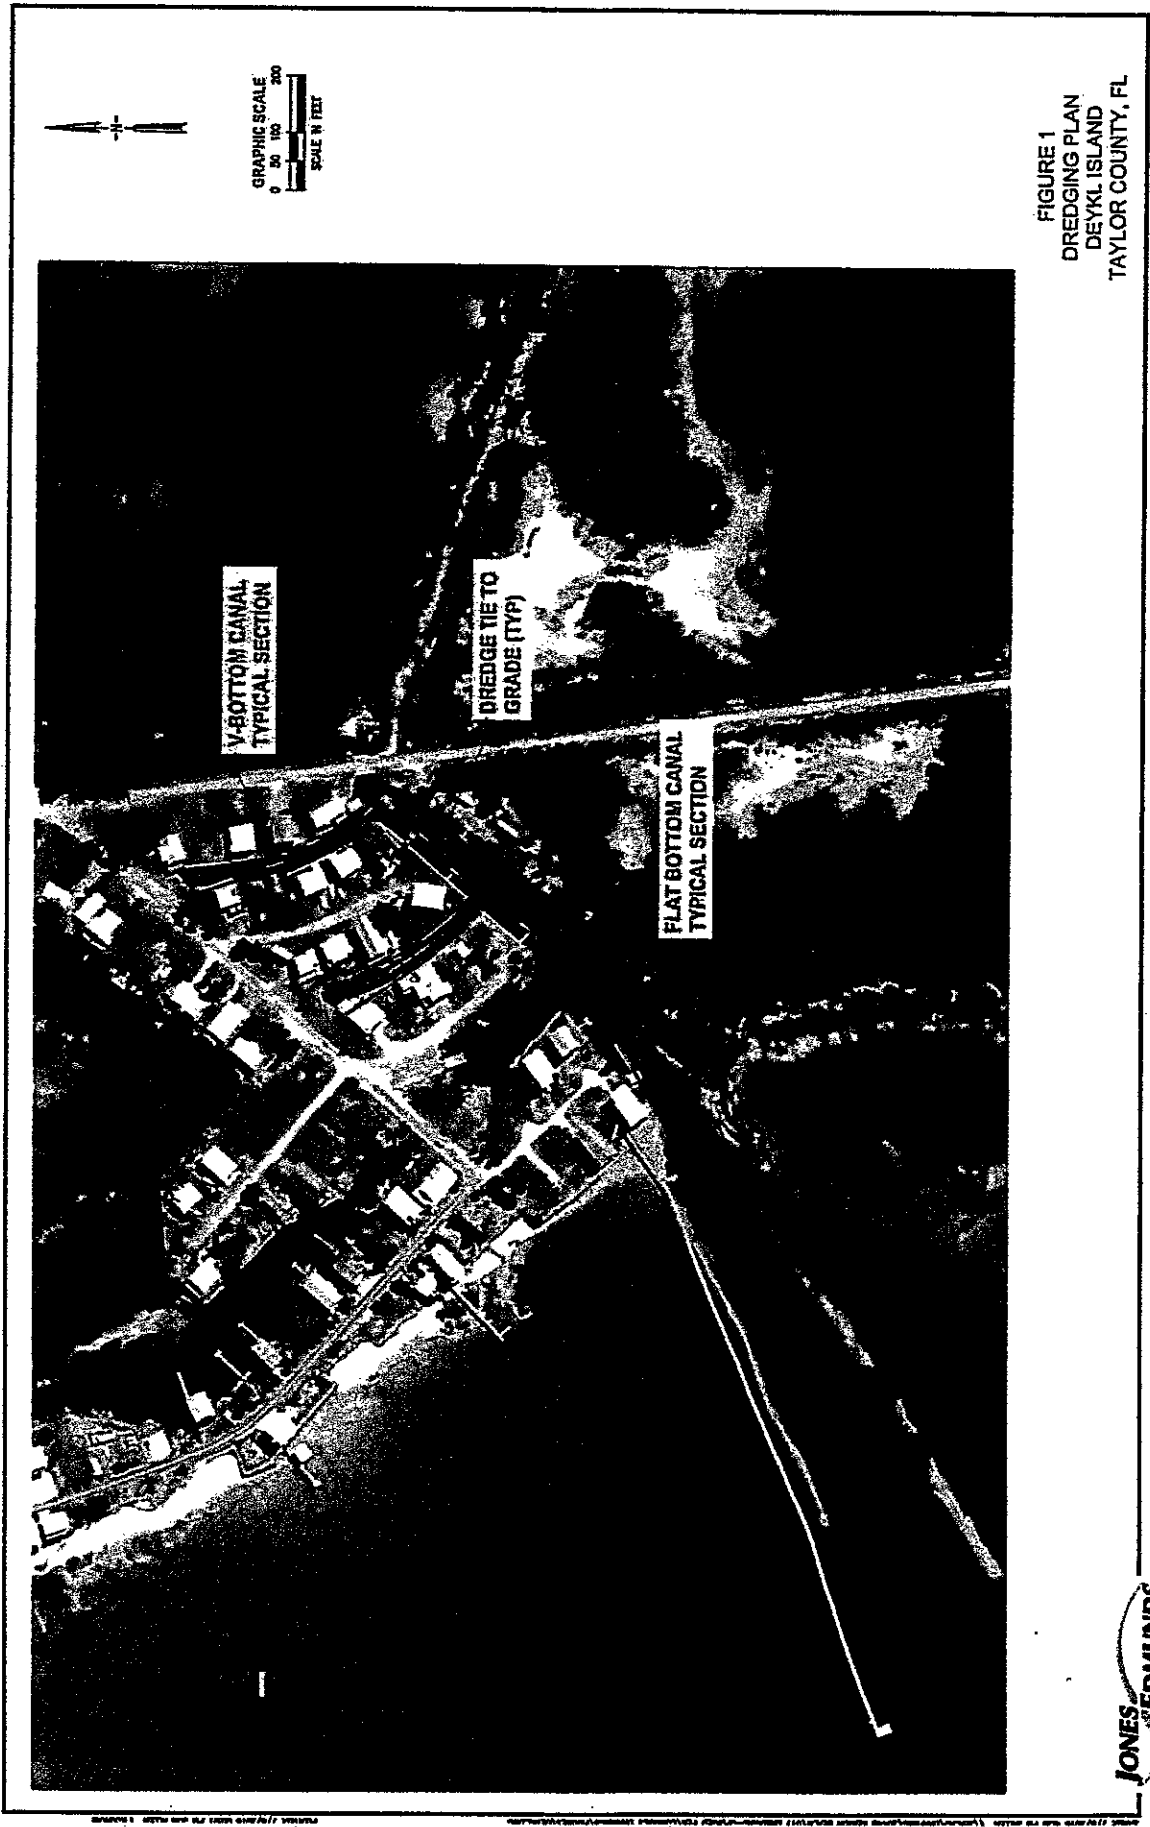 -N-
GRAPHIC SCALE
0 50 100 200
SCALE IN FEET
V-BOTTOM CANAL
TYPICAL SECTION
DREDGE TIE TO
GRADE (TYP)
FLAT BOTTOM CANAL
TYPICAL SECTION
FIGURE 1
DREDGING PLAN
DEYKL ISLAND
TAYLOR COUNTY, FL
JONES
EDMUNDS